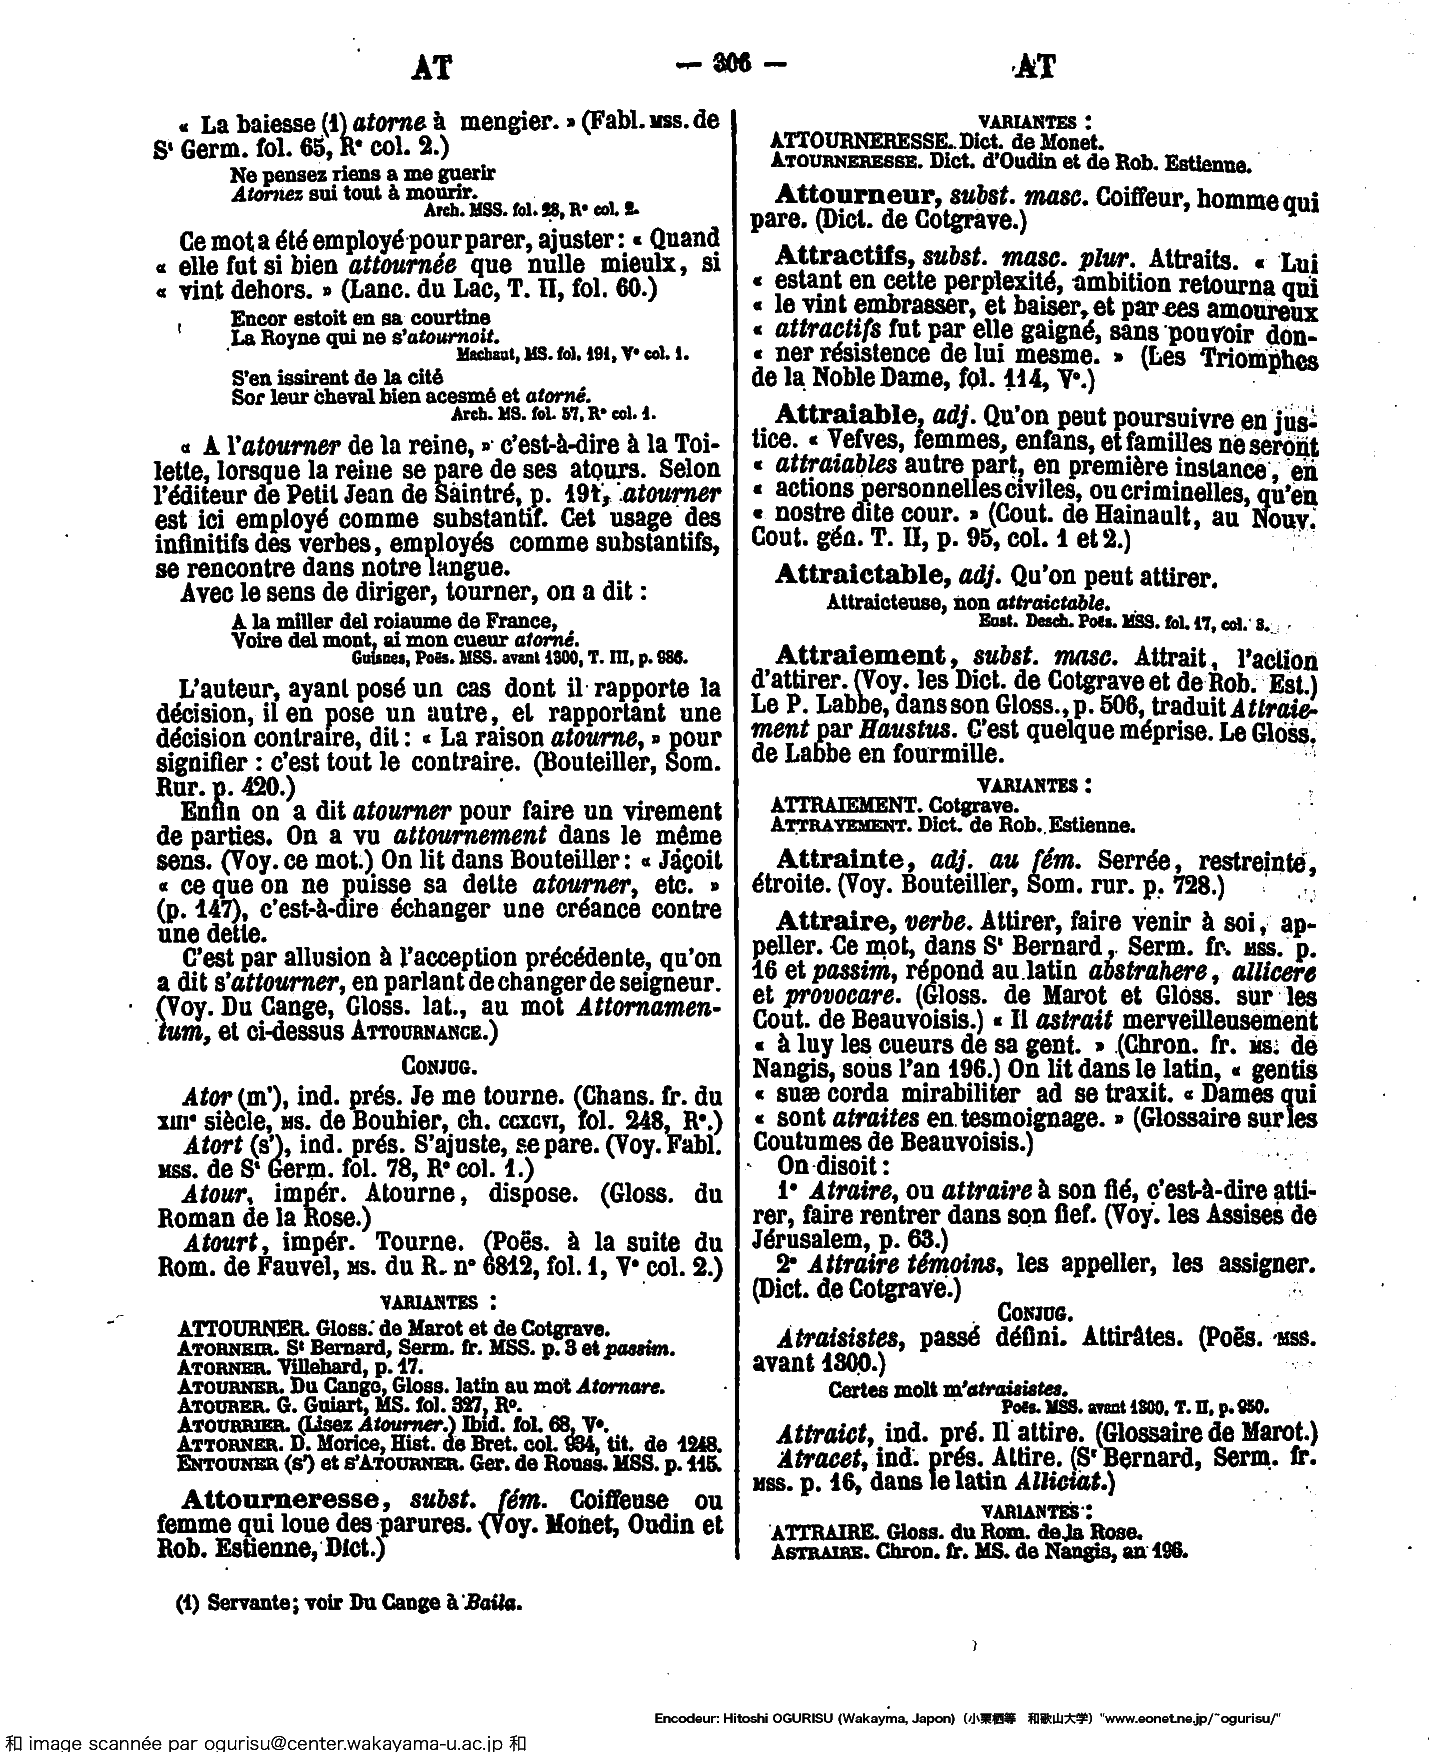 AT
— 306 —
AT
« La baiesse (1) atorne à mengier. » (Fabl. MSS. de
Sᵗ Germ. fol. 65, R° col. 2.)
Ne pensez riens a me guerir
Atornez sui tout à mourir.
Arch. MSS. fol. 28, R° col. 2.
Ce mot a été employé pour parer, ajuster : « Quand
« elle fut si bien attournée que nulle mieulx, si
« vint dehors. » (Lanc. du Lac, T. II, fol. 60.)
Encor estoit en sa courtine
La Royne qui ne s'atournoit.
Machaut, MS. fol. 191, V° col. 1.
S'en issirent de la cité
Sor leur cheval bien acesmé et atorné.
Arch. MS. fol. 57, R° col. 1.
« A l'atourner de la reine, » c'est-à-dire à la Toi-
lette, lorsque la reine se pare de ses atours. Selon
l'éditeur de Petit Jean de Saintré, p. 191, atourner
est ici employé comme substantif. Cet usage des
infinitifs des verbes, employés comme substantifs,
se rencontre dans notre langue.
Avec le sens de diriger, tourner, on a dit :
A la miller del roiaume de France,
Voire del mont, ai mon cueur atorné.
Guisnes, Poës. MSS. avant 1300, T. III, p. 986.
L'auteur, ayant posé un cas dont il rapporte la
décision, il en pose un autre, et rapportant une
décision contraire, dit : « La raison atourne, » pour
signifier : c'est tout le contraire. (Bouteiller, Som.
Rur. p. 420.)
Enfin on a dit atourner pour faire un virement
de parties. On a vu attournement dans le même
sens. (Voy. ce mot.) On lit dans Bouteiller : « Jaçoit
« ce que on ne puisse sa dette atourner, etc. »
(p. 147), c'est-à-dire échanger une créance contre
une dette.
C'est par allusion à l'acception précédente, qu'on
a dit s'attourner, en parlant de changer de seigneur.
(Voy. Du Cange, Gloss. lat., au mot Attornamen-
tum, et ci-dessus ATTOURNANCE.)
CONJUG.
Ator (m'), ind. prés. Je me tourne. (Chans. fr. du
XIIIᵉ siècle, MS. de Bouhier, ch. CCXCVI, fol. 248, R°.)
Atort (s'), ind. prés. S'ajuste, se pare. (Voy. Fabl.
MSS. de Sᵗ Germ. fol. 78, R° col. 1.)
Atour, impér. Atourne, dispose. (Gloss. du
Roman de la Rose.)
Atourt, impér. Tourne. (Poës. à la suite du
Rom. de Fauvel, MS. du R. n° 6812, fol. 1, V° col. 2.)
VARIANTES :
ATTOURNER. Gloss. de Marot et de Cotgrave.
ATORNEIR. Sᵗ Bernard, Serm. fr. MSS. p. 3 et passim.
ATORNER. Villehard, p. 17.
ATOURNER. Du Cange, Gloss. latin au mot Atornare.
ATOURER. G. Guiart, MS. fol. 327, R°.
ATOURRIER. (Lisez Atourner.) Ibid. fol. 68, V°.
ATTORNER. D. Morice, Hist. de Bret. col. 984, tit. de 1248.
ENTOUNER (s') et s'ATOURNER. Ger. de Rouss. MSS. p. 115.
Attourneresse, subst. fém. Coiffeuse ou
femme qui loue des parures. (Voy. Monet, Oudin et
Rob. Estienne, Dict.)
(1) Servante ; voir Du Cange à Baila.
VARIANTES :
ATTOURNERESSE. Dict. de Monet.
ATOURNERESSE. Dict. d'Oudin et de Rob. Estienne.
Attourneur, subst. masc. Coiffeur, homme qui
pare. (Dict. de Cotgrave.)
Attractifs, subst. masc. plur. Attraits. « Lui
« estant en cette perplexité, ambition retourna qui
« le vint embrasser, et baiser, et par ees amoureux
« attractifs fut par elle gaigné, sans pouvoir don-
« ner résistence de lui mesme. » (Les Triomphes
de la Noble Dame, fol. 114, V°.)
Attraiable, adj. Qu'on peut poursuivre en jus-
tice. « Vefves, femmes, enfans, et familles ne seront
« attraiables autre part, en première instance, en
« actions personnelles civiles, ou criminelles, qu'en
« nostre dite cour. » (Cout. de Hainault, au Nouv.
Cout. gén. T. II, p. 95, col. 1 et 2.)
Attraictable, adj. Qu'on peut attirer.
Attraicteuse, non attraictable.
Eust. Desch. Poës. MSS. fol. 17, col. 3.
Attraiement, subst. masc. Attrait, l'action
d'attirer. (Voy. les Dict. de Cotgrave et de Rob. Est.)
Le P. Labbe, dans son Gloss., p. 506, traduit Attraie-
ment par Haustus. C'est quelque méprise. Le Gloss.
de Labbe en fourmille.
VARIANTES :
ATTRAIEMENT. Cotgrave.
ATTRAYEMENT. Dict. de Rob. Estienne.
Attrainte, adj. au fém. Serrée, restreinte,
étroite. (Voy. Bouteiller, Som. rur. p. 728.)
Attraire, verbe. Attirer, faire venir à soi, ap-
peller. Ce mot, dans Sᵗ Bernard, Serm. fr. MSS. p.
16 et passim, répond au latin abstrahere, allicere
et provocare. (Gloss. de Marot et Gloss. sur les
Cout. de Beauvoisis.) « Il astrait merveilleusement
« à luy les cueurs de sa gent. » (Chron. fr. MS. de
Nangis, sous l'an 196.) On lit dans le latin, « gentis
« suæ corda mirabiliter ad se traxit. « Dames qui
« sont atraites en tesmoignage. » (Glossaire sur les
Coutumes de Beauvoisis.)
On disoit :
1° Atraire, ou attraire à son fié, c'est-à-dire atti-
rer, faire rentrer dans son fief. (Voy. les Assises de
Jérusalem, p. 63.)
2° Attraire témoins, les appeller, les assigner.
(Dict. de Cotgrave.)
CONJUG.
Atraisistes, passé défini. Attirâtes. (Poës. MSS.
avant 1300.)
Certes molt m'atraisistes.
Poës. MSS. avant 1300, T. II, p. 950.
Attraict, ind. pré. Il attire. (Glossaire de Marot.)
Atracet, ind. prés. Attire. (Sᵗ Bernard, Serm. fr.
MSS. p. 16, dans le latin Alliciat.)
VARIANTES :
ATTRAIRE. Gloss. du Rom. de la Rose.
ASTRAIRE. Chron. fr. MS. de Nangis, an 196.
Encodeur: Hitoshi OGURISU (Wakayma, Japon) (小栗栖等 和歌山大学) "www.eonet.ne.jp/~ogurisu/"
和 image scannée par ogurisu@center.wakayama-u.ac.jp 和